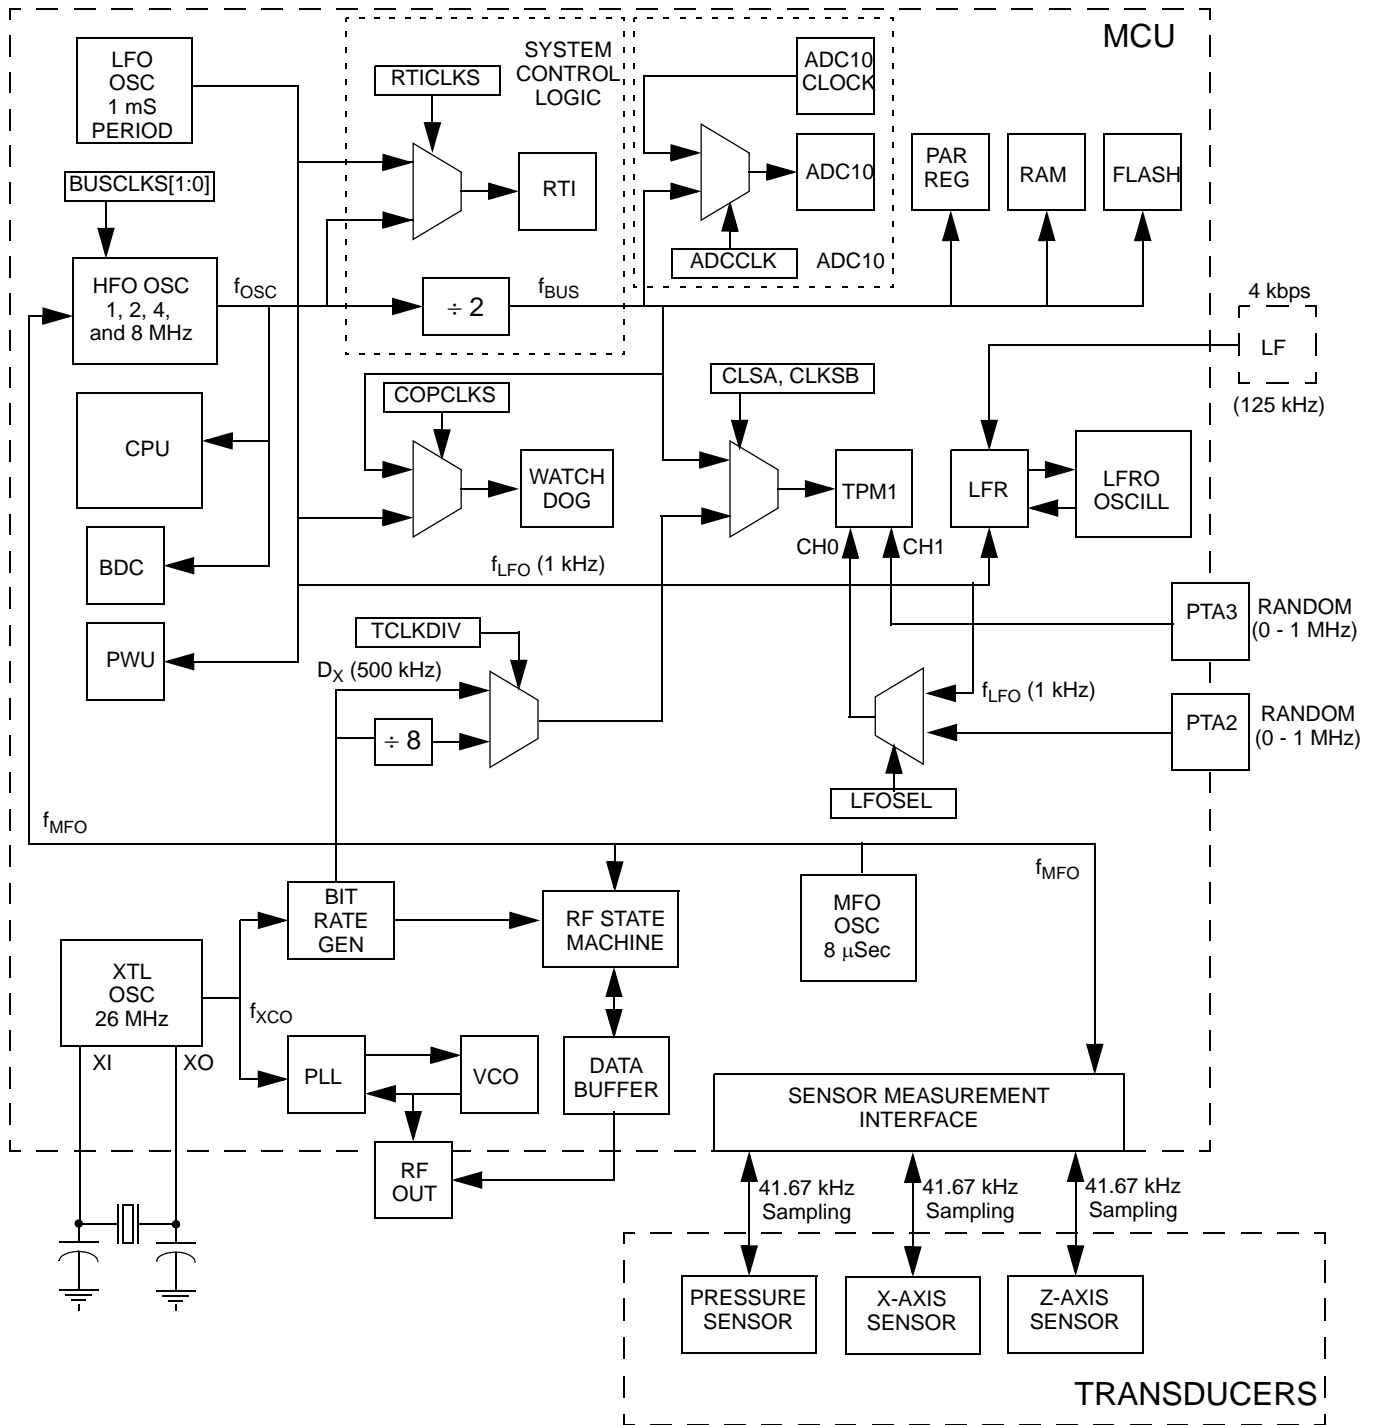 MCU
LFO
OSC
1 mS
PERIOD
RTICLKS
SYSTEM
CONTROL
LOGIC
ADC10
CLOCK
BUSCLKS[1:0]
RTI
ADC10
PAR
REG
RAM
FLASH
ADCCLK
ADC10
HFO OSC
1, 2, 4,
and 8 MHz
fOSC
÷ 2
fBUS
4 kbps
LF
(125 kHz)
COPCLKS
CLSA, CLKSB
CPU
WATCH
DOG
TPM1
LFR
LFRO
OSCILL
CH0
CH1
BDC
fLFO (1 kHz)
PTA3
RANDOM
(0 - 1 MHz)
TCLKDIV
PWU
DX (500 kHz)
fLFO (1 kHz)
PTA2
RANDOM
(0 - 1 MHz)
÷ 8
LFOSEL
fMFO
fMFO
BIT
RATE
GEN
RF STATE
MACHINE
MFO
OSC
8 μSec
XTL
OSC
26 MHz
fXCO
XI
XO
PLL
VCO
DATA
BUFFER
SENSOR MEASUREMENT
INTERFACE
RF
OUT
41.67 kHz
Sampling
41.67 kHz
Sampling
41.67 kHz
Sampling
PRESSURE
SENSOR
X-AXIS
SENSOR
Z-AXIS
SENSOR
TRANSDUCERS